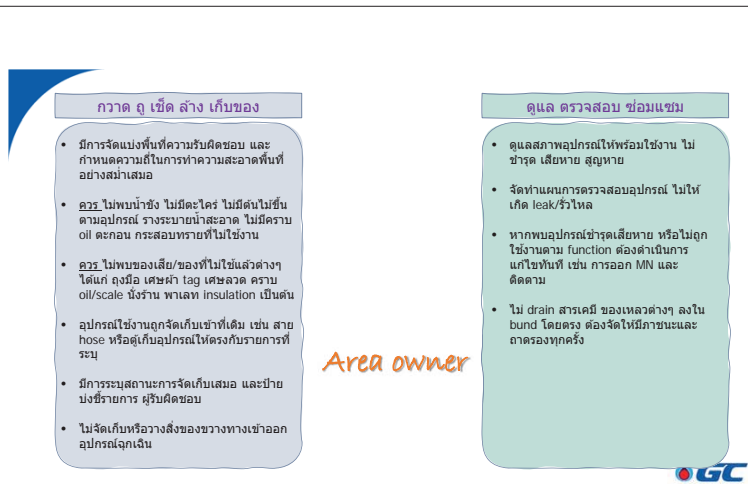 กวาด ถู เช็ด ล้าง เก็บของ
• มีการจัดแบ่งพื้นที่ความรับผิดชอบ และ
กำหนดความถี่ในการทำความสะอาดพื้นที่
อย่างสม่ำเสมอ
• ควร ไม่พบน้ำขัง ไม่มีตะไคร่ ไม่มีต้นไม้ขึ้น
ตามอุปกรณ์ รางระบายน้ำสะอาด ไม่มีคราบ
oil ตะกอน กระสอบทรายที่ไม่ใช้งาน
• ควร ไม่พบของเสีย/ของที่ไม่ใช้แล้วต่างๆ
ได้แก่ ถุงมือ เศษผ้า tag เศษลวด คราบ
oil/scale นั่งร้าน พาเลท insulation เป็นต้น
• อุปกรณ์ใช้งานถูกจัดเก็บเข้าที่เดิม เช่น สาย
hose หรือตู้เก็บอุปกรณ์ให้ตรงกับรายการที่
ระบุ
• มีการระบุสถานะการจัดเก็บเสมอ และป้าย
บ่งชี้รายการ ผู้รับผิดชอบ
• ไม่จัดเก็บหรือวางสิ่งของขวางทางเข้าออก
อุปกรณ์ฉุกเฉิน
Area owner
ดูแล ตรวจสอบ ซ่อมแซม
• ดูแลสภาพอุปกรณ์ให้พร้อมใช้งาน ไม่
ชำรุด เสียหาย สูญหาย
• จัดทำแผนการตรวจสอบอุปกรณ์ ไม่ให้
เกิด leak/รั่วไหล
• หากพบอุปกรณ์ชำรุดเสียหาย หรือไม่ถูก
ใช้งานตาม function ต้องดำเนินการ
แก้ไขทันที เช่น การออก MN และ
ติดตาม
• ไม่ drain สารเคมี ของเหลวต่างๆ ลงใน
bund โดยตรง ต้องจัดให้มีภาชนะและ
ถาดรองทุกครั้ง
GC